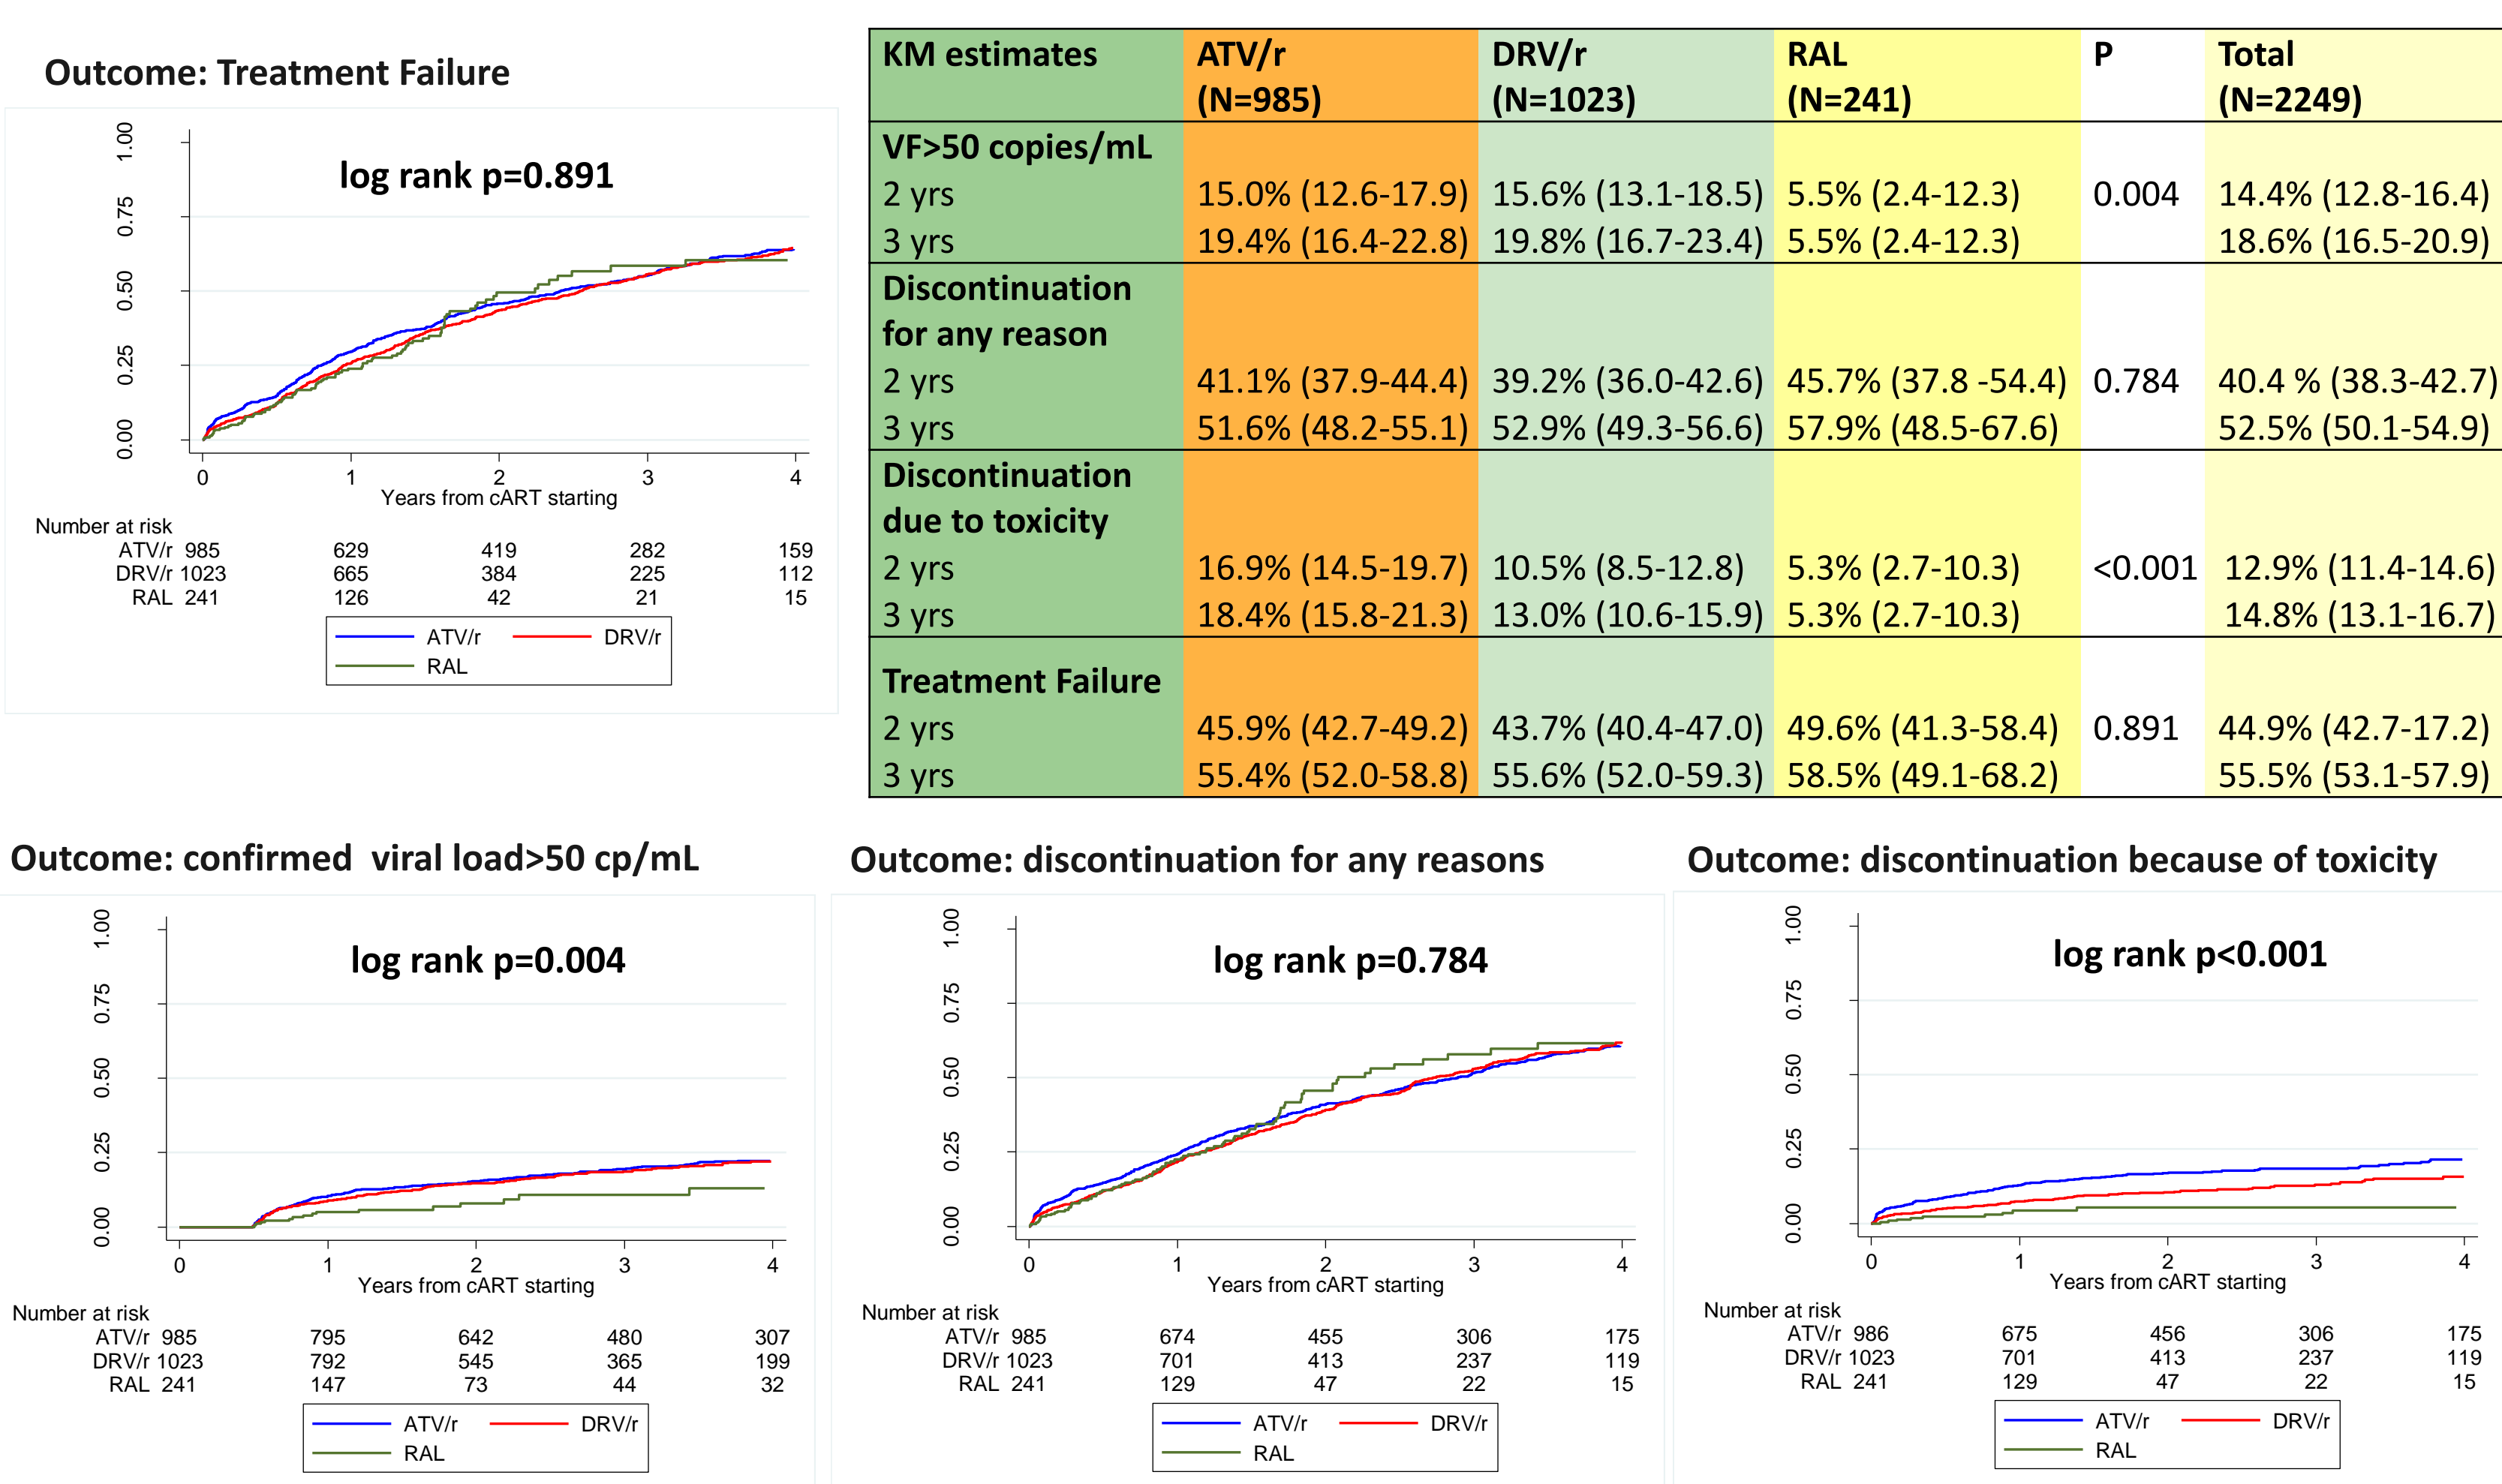 Outcome: Treatment Failure
1.00
0.75
0.50
0.25
0.00
log rank p=0.891
0 1 2 3 4
Years from cART starting
Number at risk
ATV/r 985 629 419 282 159
DRV/r 1023 665 384 225 112
RAL 241 126 42 21 15
ATV/r DRV/r
RAL
KM estimates ATV/r DRV/r RAL P Total
(N=985) (N=1023) (N=241) (N=2249)
VF>50 copies/mL
2 yrs 15.0% (12.6-17.9) 15.6% (13.1-18.5) 5.5% (2.4-12.3) 0.004 14.4% (12.8-16.4)
3 yrs 19.4% (16.4-22.8) 19.8% (16.7-23.4) 5.5% (2.4-12.3) 18.6% (16.5-20.9)
Discontinuation
for any reason
2 yrs 41.1% (37.9-44.4) 39.2% (36.0-42.6) 45.7% (37.8 -54.4) 0.784 40.4 % (38.3-42.7)
3 yrs 51.6% (48.2-55.1) 52.9% (49.3-56.6) 57.9% (48.5-67.6) 52.5% (50.1-54.9)
Discontinuation
due to toxicity
2 yrs 16.9% (14.5-19.7) 10.5% (8.5-12.8) 5.3% (2.7-10.3) <0.001 12.9% (11.4-14.6)
3 yrs 18.4% (15.8-21.3) 13.0% (10.6-15.9) 5.3% (2.7-10.3) 14.8% (13.1-16.7)
Treatment Failure
2 yrs 45.9% (42.7-49.2) 43.7% (40.4-47.0) 49.6% (41.3-58.4) 0.891 44.9% (42.7-17.2)
3 yrs 55.4% (52.0-58.8) 55.6% (52.0-59.3) 58.5% (49.1-68.2) 55.5% (53.1-57.9)
Outcome: confirmed viral load>50 cp/mL
1.00
0.75
0.50
0.25
0.00
log rank p=0.004
0 1 2 3 4
Years from cART starting
Number at risk
ATV/r 985 795 642 480 307
DRV/r 1023 792 545 365 199
RAL 241 147 73 44 32
ATV/r DRV/r
RAL
Outcome: discontinuation for any reasons
1.00
0.75
0.50
0.25
0.00
log rank p=0.784
0 1 2 3 4
Years from cART starting
Number at risk
ATV/r 985 674 455 306 175
DRV/r 1023 701 413 237 119
RAL 241 129 47 22 15
ATV/r DRV/r
RAL
Outcome: discontinuation because of toxicity
1.00
0.75
0.50
0.25
0.00
log rank p<0.001
0 1 2 3 4
Years from cART starting
Number at risk
ATV/r 986 675 456 306 175
DRV/r 1023 701 413 237 119
RAL 241 129 47 22 15
ATV/r DRV/r
RAL